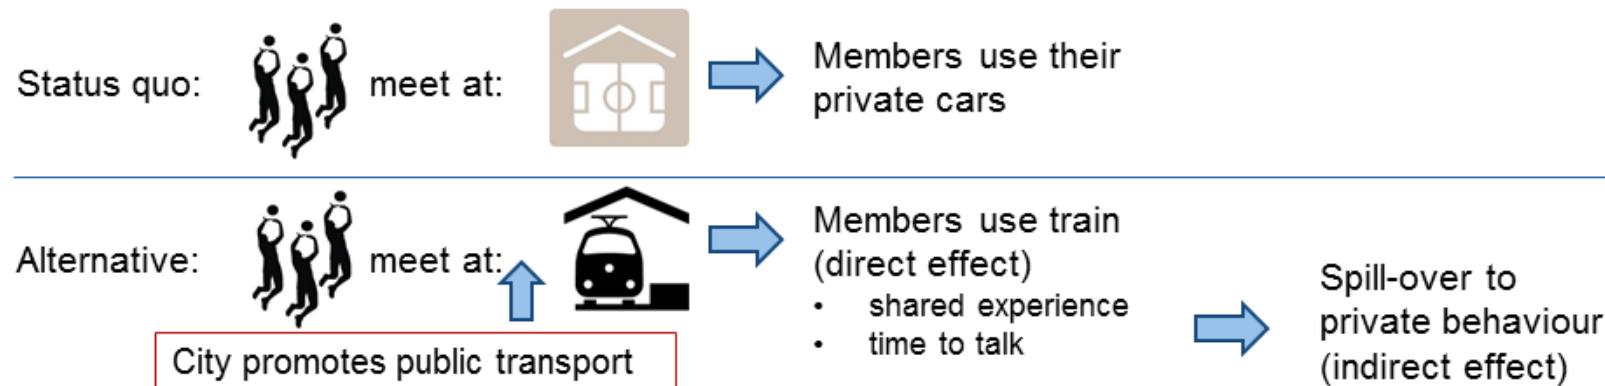 Status quo:
meet at:
Members use their
private cars
Alternative:
meet at:
City promotes public transport
Members use train
(direct effect)
• shared experience
• time to talk
Spill-over to
private behaviour
(indirect effect)